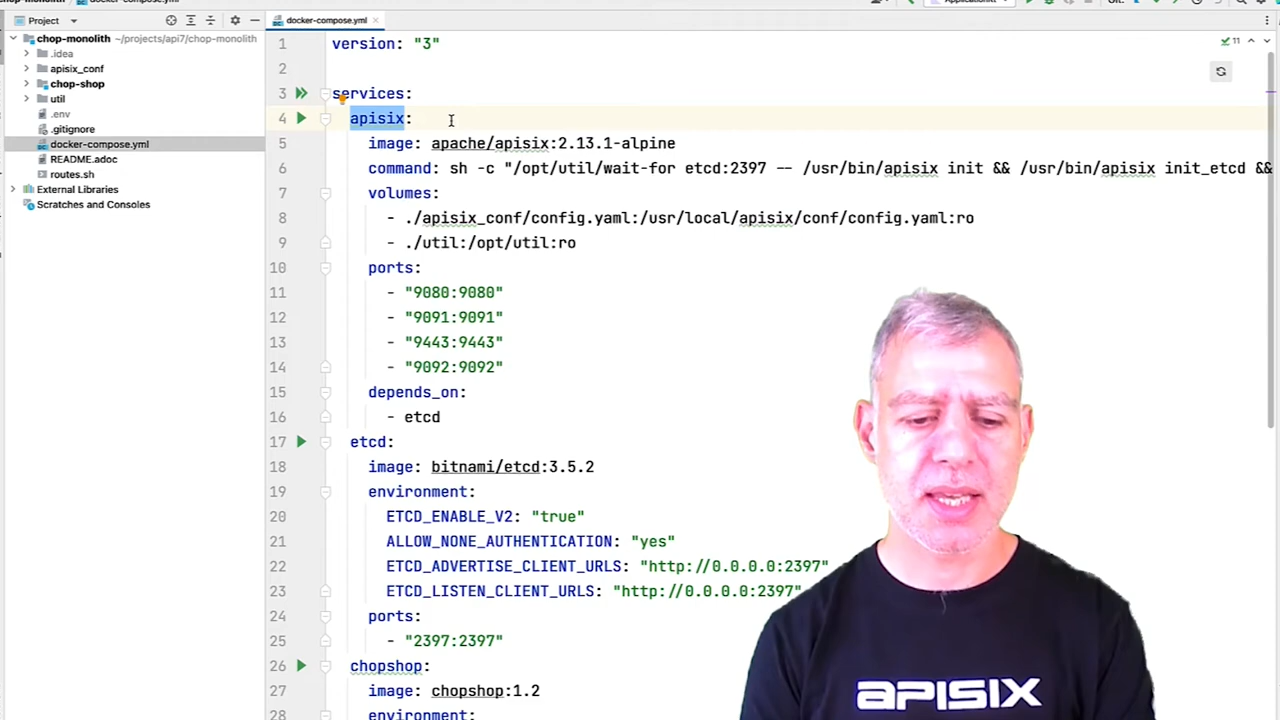 Project
docker-compose.yml
chop-monolith ~/projects/api7/chop-monolith
.idea
apisix_conf
chop-shop
util
.env
.gitignore
docker-compose.yml
README.adoc
routes.sh
External Libraries
Scratches and Consoles
11
1 version: "3"
2
3 services:
4 apisix:
5 image: apache/apisix:2.13.1-alpine
6 command: sh -c "/opt/util/wait-for etcd:2397 -- /usr/bin/apisix init && /usr/bin/apisix init_etcd &&
7 volumes:
8 - ./apisix_conf/config.yaml:/usr/local/apisix/conf/config.yaml:ro
9 - ./util:/opt/util:ro
10 ports:
11 - "9080:9080"
12 - "9091:9091"
13 - "9443:9443"
14 - "9092:9092"
15 depends_on:
16 - etcd
17 etcd:
18 image: bitnami/etcd:3.5.2
19 environment:
20 ETCD_ENABLE_V2: "true"
21 ALLOW_NONE_AUTHENTICATION: "yes"
22 ETCD_ADVERTISE_CLIENT_URLS: "http://0.0.0.0:2397"
23 ETCD_LISTEN_CLIENT_URLS: "http://0.0.0.0:2397"
24 ports:
25 - "2397:2397"
26 chopshop:
27 image: chopshop:1.2
28 environment:
APISIX